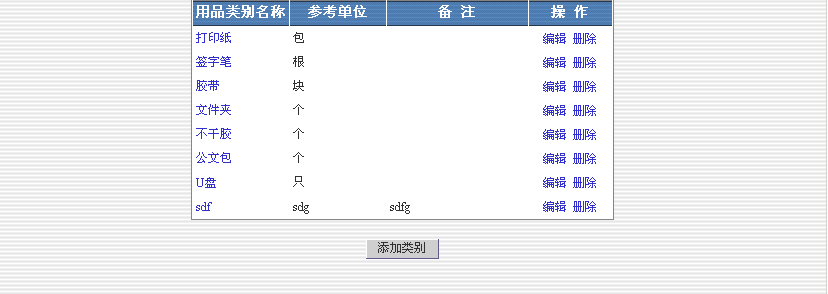 用品类别名称 参考单位 备 注 操 作
打印纸 包 编辑 删除
签字笔 根 编辑 删除
胶带 块 编辑 删除
文件夹 个 编辑 删除
不干胶 个 编辑 删除
公文包 个 编辑 删除
U盘 只 编辑 删除
sdf sdg sdfg 编辑 删除
添加类别